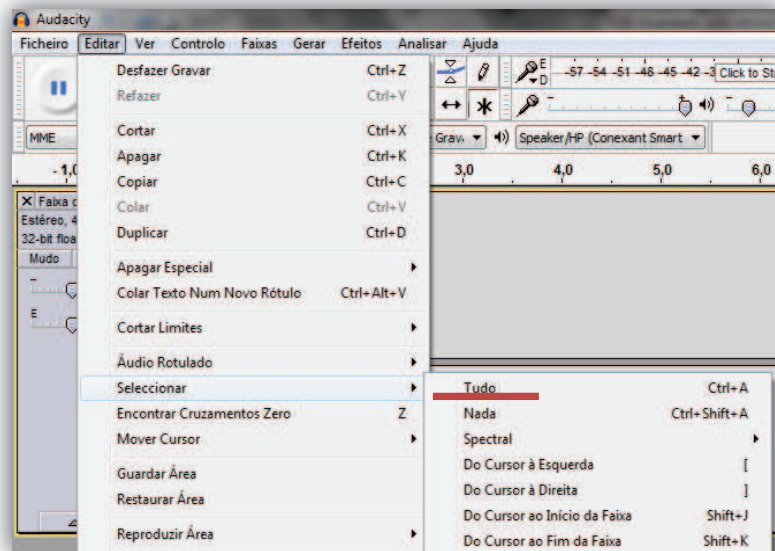 Audacity
Ficheiro Editar Ver Controlo Faixas Gerar Efeitos Analisar Ajuda
Desfazer Gravar Ctrl+Z
Refazer Ctrl+Y
E
D
-57 -54 -51 -48 -45 -42 -3 Click to Sta
Cortar Ctrl+X
MME
Grav.
Speaker/HP (Conexant Smart
Apagar Ctrl+K
- 1,0
3,0 4,0 5,0 6,0
Copiar Ctrl+C
X Faixa d
Colar Ctrl+V
Estéreo, 4
Duplicar Ctrl+D
32-bit floa
Mudo
Apagar Especial
- 
Colar Texto Num Novo Rótulo Ctrl+Alt+V
E
Cortar Limites
Áudio Rotulado
Seleccionar
Encontrar Cruzamentos Zero Z
Mover Cursor
Guardar Área
Restaurar Área
Reproduzir Área
Tudo Ctrl+A
Nada Ctrl+Shift+A
Spectral
Do Cursor à Esquerda [
Do Cursor à Direita ]
Do Cursor ao Início da Faixa Shift+J
Do Cursor ao Fim da Faixa Shift+K